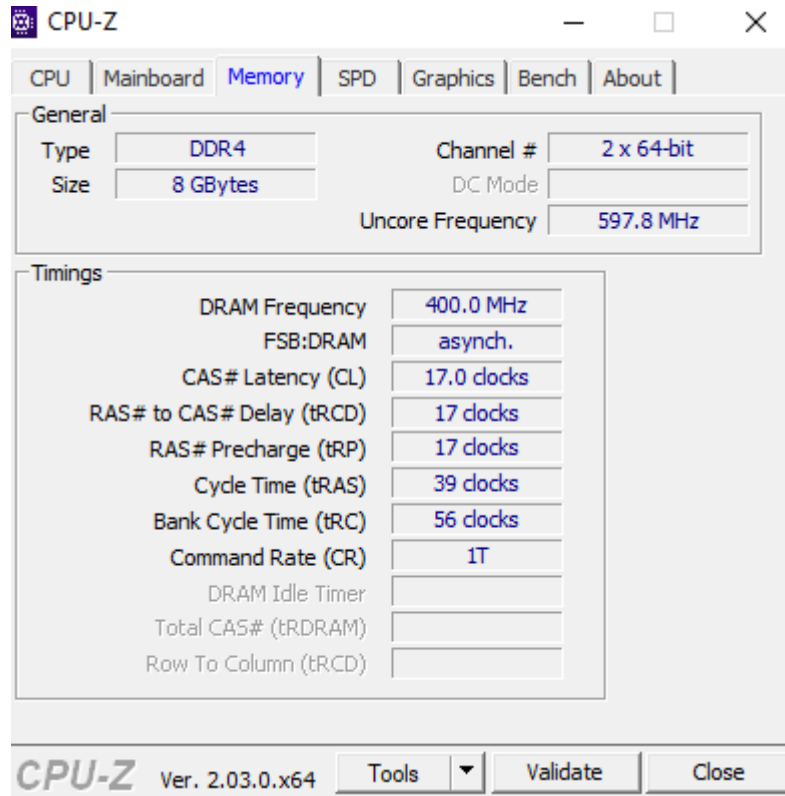 CPU-Z
CPU Mainboard Memory SPD Graphics Bench About
General
Type DDR4 Channel # 2 x 64-bit
Size 8 GBytes DC Mode
Uncore Frequency 597.8 MHz
Timings
DRAM Frequency 400.0 MHz
FSB:DRAM asynch.
CAS# Latency (CL) 17.0 clocks
RAS# to CAS# Delay (tRCD) 17 clocks
RAS# Precharge (tRP) 17 clocks
Cycle Time (tRAS) 39 clocks
Bank Cycle Time (tRC) 56 clocks
Command Rate (CR) 1T
DRAM Idle Timer
Total CAS# (tRDRAM)
Row To Column (tRCD)
CPU-Z Ver. 2.03.0.x64 Tools Validate Close